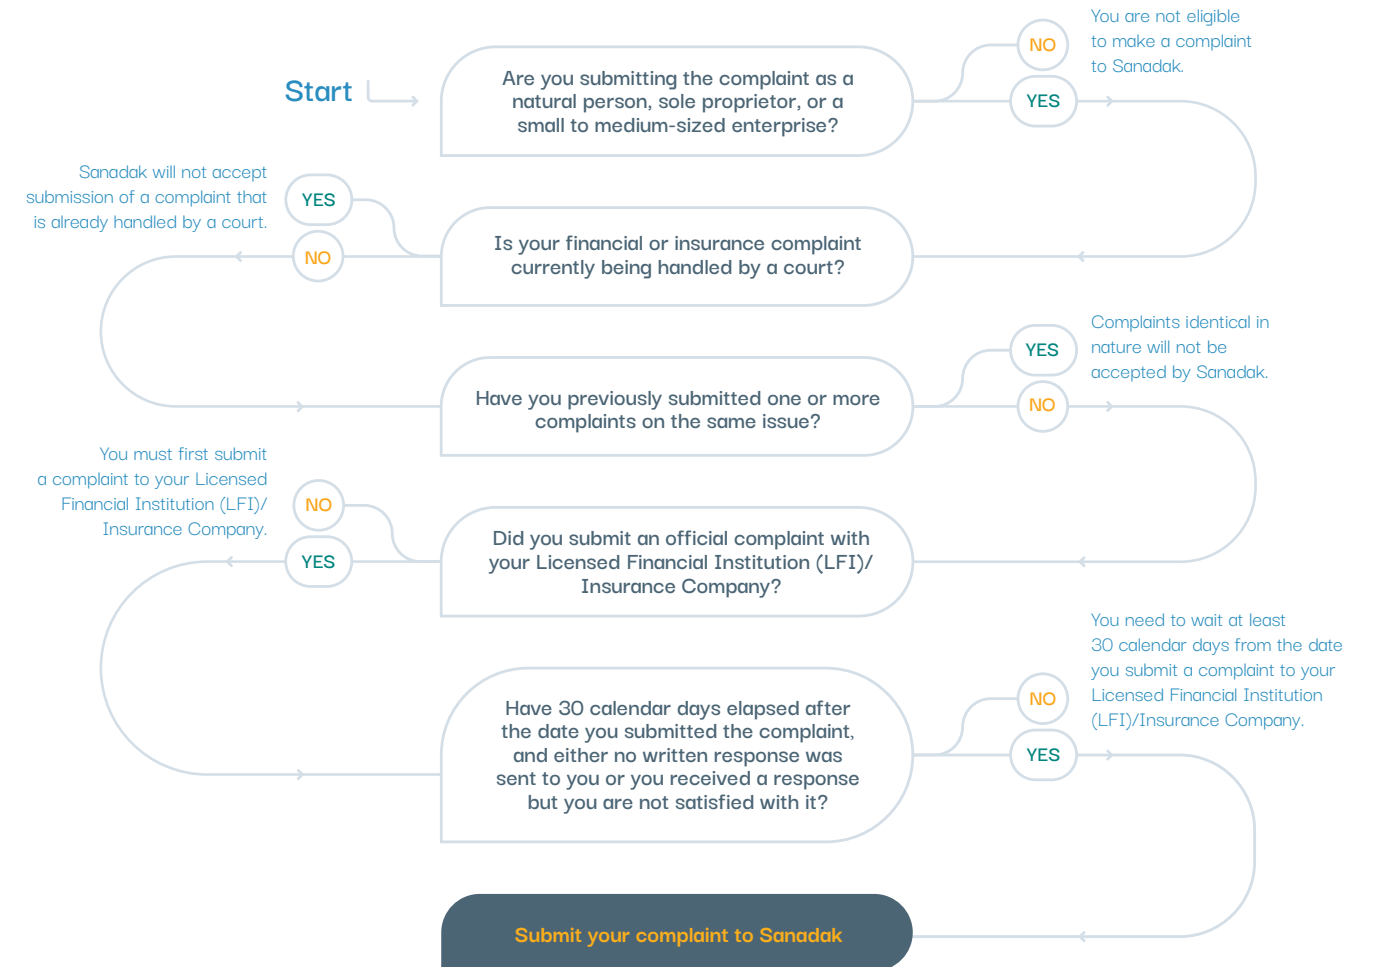 Start
Are you submitting the complaint as a
natural person, sole proprietor, or a
small to medium-sized enterprise?
NO
You are not eligible
to make a complaint
to Sanadak.
YES
Is your financial or insurance complaint
currently being handled by a court?
YES
Sanadak will not accept
submission of a complaint that
is already handled by a court.
NO
Have you previously submitted one or more
complaints on the same issue?
YES
Complaints identical in
nature will not be
accepted by Sanadak.
NO
Did you submit an official complaint with
your Licensed Financial Institution (LFI)/
Insurance Company?
NO
You must first submit
a complaint to your Licensed
Financial Institution (LFI)/
Insurance Company.
YES
Have 30 calendar days elapsed after
the date you submitted the complaint,
and either no written response was
sent to you or you received a response
but you are not satisfied with it?
NO
You need to wait at least
30 calendar days from the date
you submit a complaint to your
Licensed Financial Institution
(LFI)/Insurance Company.
YES
Submit your complaint to Sanadak